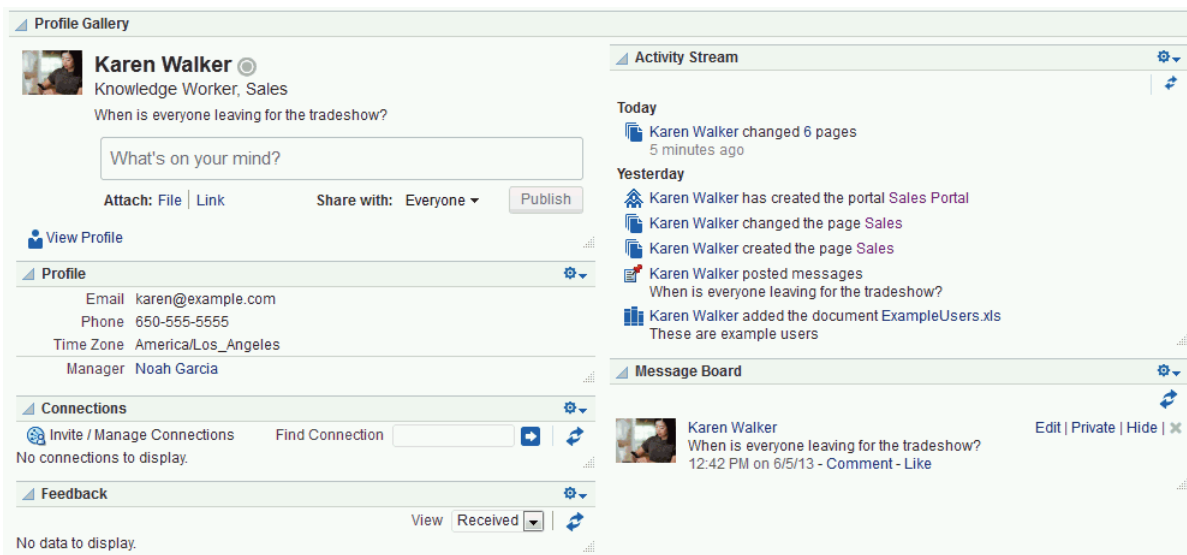 Profile Gallery
Karen Walker
Knowledge Worker, Sales
When is everyone leaving for the tradeshow?
What's on your mind?
Attach: File | Link Share with: Everyone Publish
View Profile
Profile
Email karen@example.com
Phone 650-555-5555
Time Zone America/Los_Angeles
Manager Noah Garcia
Connections
Invite / Manage Connections Find Connection
No connections to display.
Feedback
View Received
No data to display.
Activity Stream
Today
Karen Walker changed 6 pages
5 minutes ago
Yesterday
Karen Walker has created the portal Sales Portal
Karen Walker changed the page Sales
Karen Walker created the page Sales
Karen Walker posted messages
When is everyone leaving for the tradeshow?
Karen Walker added the document ExampleUsers.xls
These are example users
Message Board
Karen Walker Edit | Private | Hide |
When is everyone leaving for the tradeshow?
12:42 PM on 6/5/13 - Comment - Like